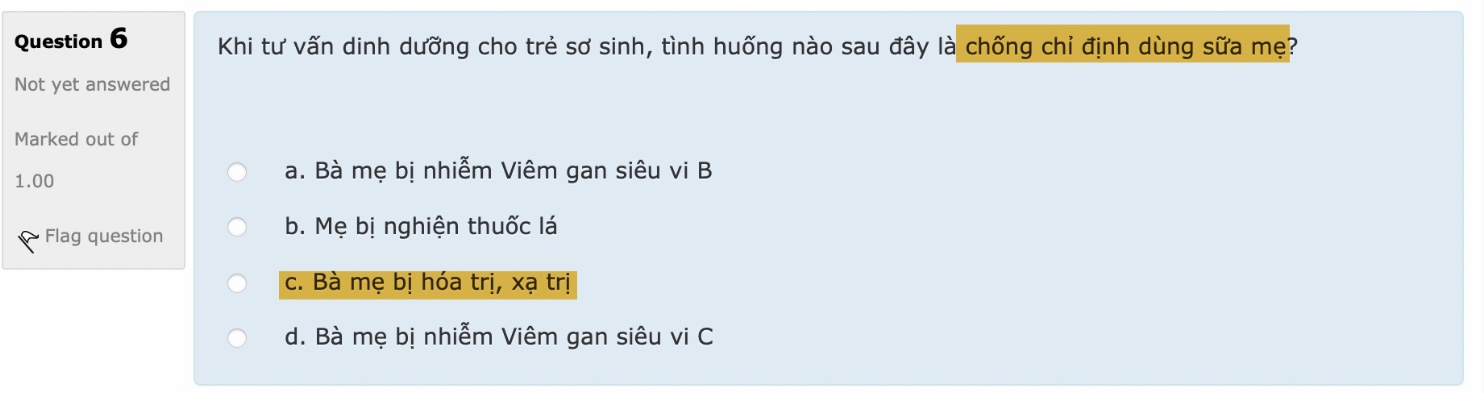 Question 6
Not yet answered
Marked out of
1.00
Flag question
Khi tư vấn dinh dưỡng cho trẻ sơ sinh, tình huống nào sau đây là chống chỉ định dùng sữa mẹ?
a. Bà mẹ bị nhiễm Viêm gan siêu vi B
b. Mẹ bị nghiện thuốc lá
c. Bà mẹ bị hóa trị, xạ trị
d. Bà mẹ bị nhiễm Viêm gan siêu vi C